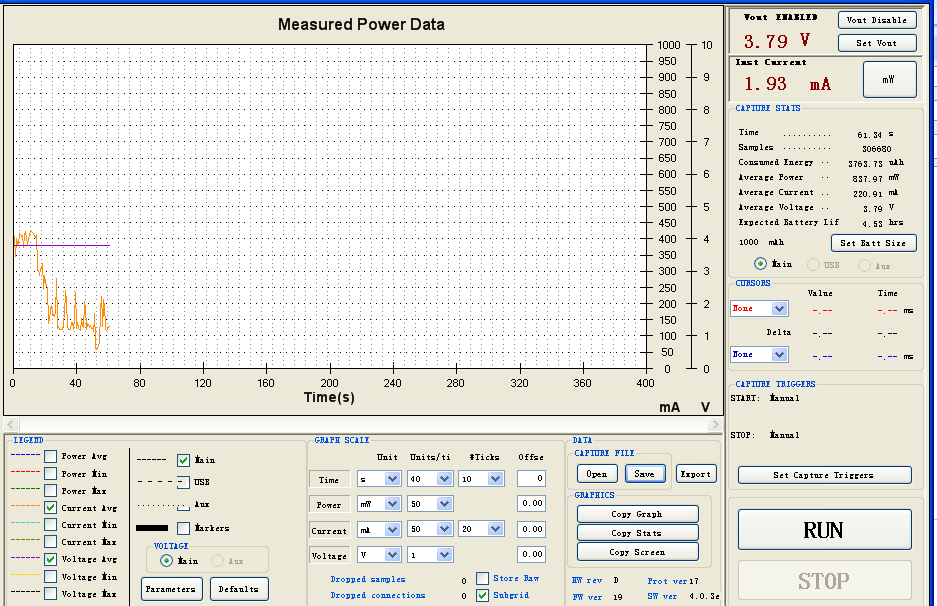 Measured Power Data
1000 10
950
900 9
850
800 8
750
700 7
650
600 6
550
500 5
450
400 4
350
300 3
250
200 2
150
100 1
50
0 0
0 40 80 120 160 200 240 280 320 360 400
Time(s)
mA V
Vout ENABLED
3.79 V
Vout Disable
Set Vout
Inst Current
1.93 mA
mW
CAPTURE STATS
Time .......... 61.34 s
Samples .......... 306680
Consumed Energy .. 3763.73 uAh
Average Power .. 837.97 mW
Average Current .. 220.91 mA
Average Voltage .. 3.79 V
Expected Battery Lif 4.53 hrs
1000 mAh Set Batt Size
Main USB Aux
CURSORS
Value Time
None -.-- -.-- ms
Delta -.-- -.--
None -.-- -.-- ms
CAPTURE TRIGGERS
START: Manual
STOP: Manual
Set Capture Triggers
RUN
STOP
LEGEND
Power Avg
Power Min
Power Max
Current Avg
Current Min
Current Max
Voltage Avg
Voltage Min
Voltage Max
Main
USB
Aux
Markers
VOLTAGE
Main Aux
Parameters Defaults
GRAPH SCALE
Unit Units/ti #Ticks Offse
Time s 40 10 0
Power mW 50 0.00
Current mA 50 20 0.00
Voltage V 1 0.00
Dropped samples 0 Store Raw
Dropped connections 0 Subgrid
DATA
CAPTURE FILE
Open Save Export
GRAPHICS
Copy Graph
Copy Stats
Copy Screen
HW rev D Prot ver17
FW ver 19 SW ver 4.0.3e